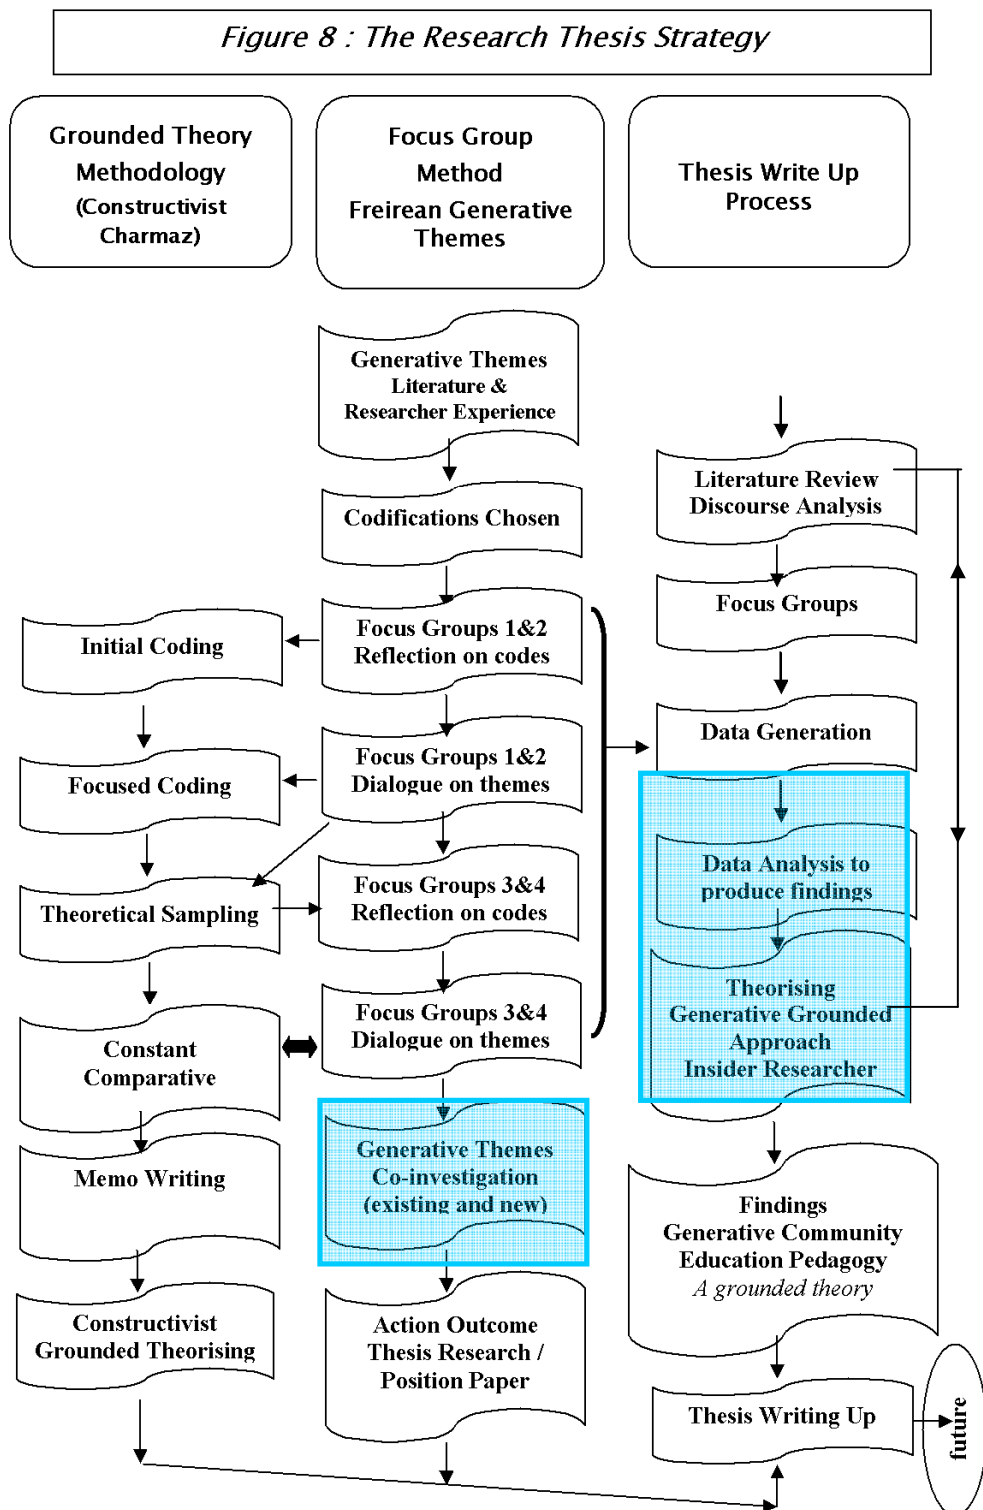 Figure 8 : The Research Thesis Strategy
Grounded Theory
Methodology
(Constructivist
Charmaz)
Focus Group
Method
Freirean Generative
Themes
Thesis Write Up
Process
Generative Themes
Literature &
Researcher Experience
Codifications Chosen
Focus Groups 1&2
Reflection on codes
Focus Groups 1&2
Dialogue on themes
Focus Groups 3&4
Reflection on codes
Focus Groups 3&4
Dialogue on themes
Generative Themes
Co-investigation
(existing and new)
Action Outcome
Thesis Research /
Position Paper
Initial Coding
Focused Coding
Theoretical Sampling
Constant
Comparative
Memo Writing
Constructivist
Grounded Theorising
Literature Review
Discourse Analysis
Focus Groups
Data Generation
Data Analysis to
produce findings
Theorising
Generative Grounded
Approach
Insider Researcher
Findings
Generative Community
Education Pedagogy
A grounded theory
Thesis Writing Up
future